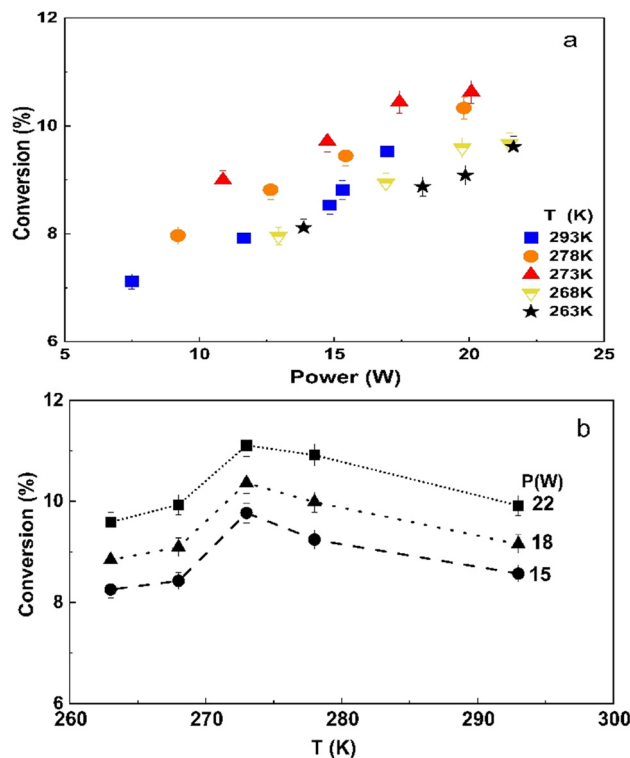 a
12
10
8
6
Conversion (%)
T (K)
293K
278K
273K
268K
263K
5 10 15 20 25
Power (W)
b
12
10
8
6
Conversion (%)
P(W)
22
18
15
260 270 280 290 300
T (K)